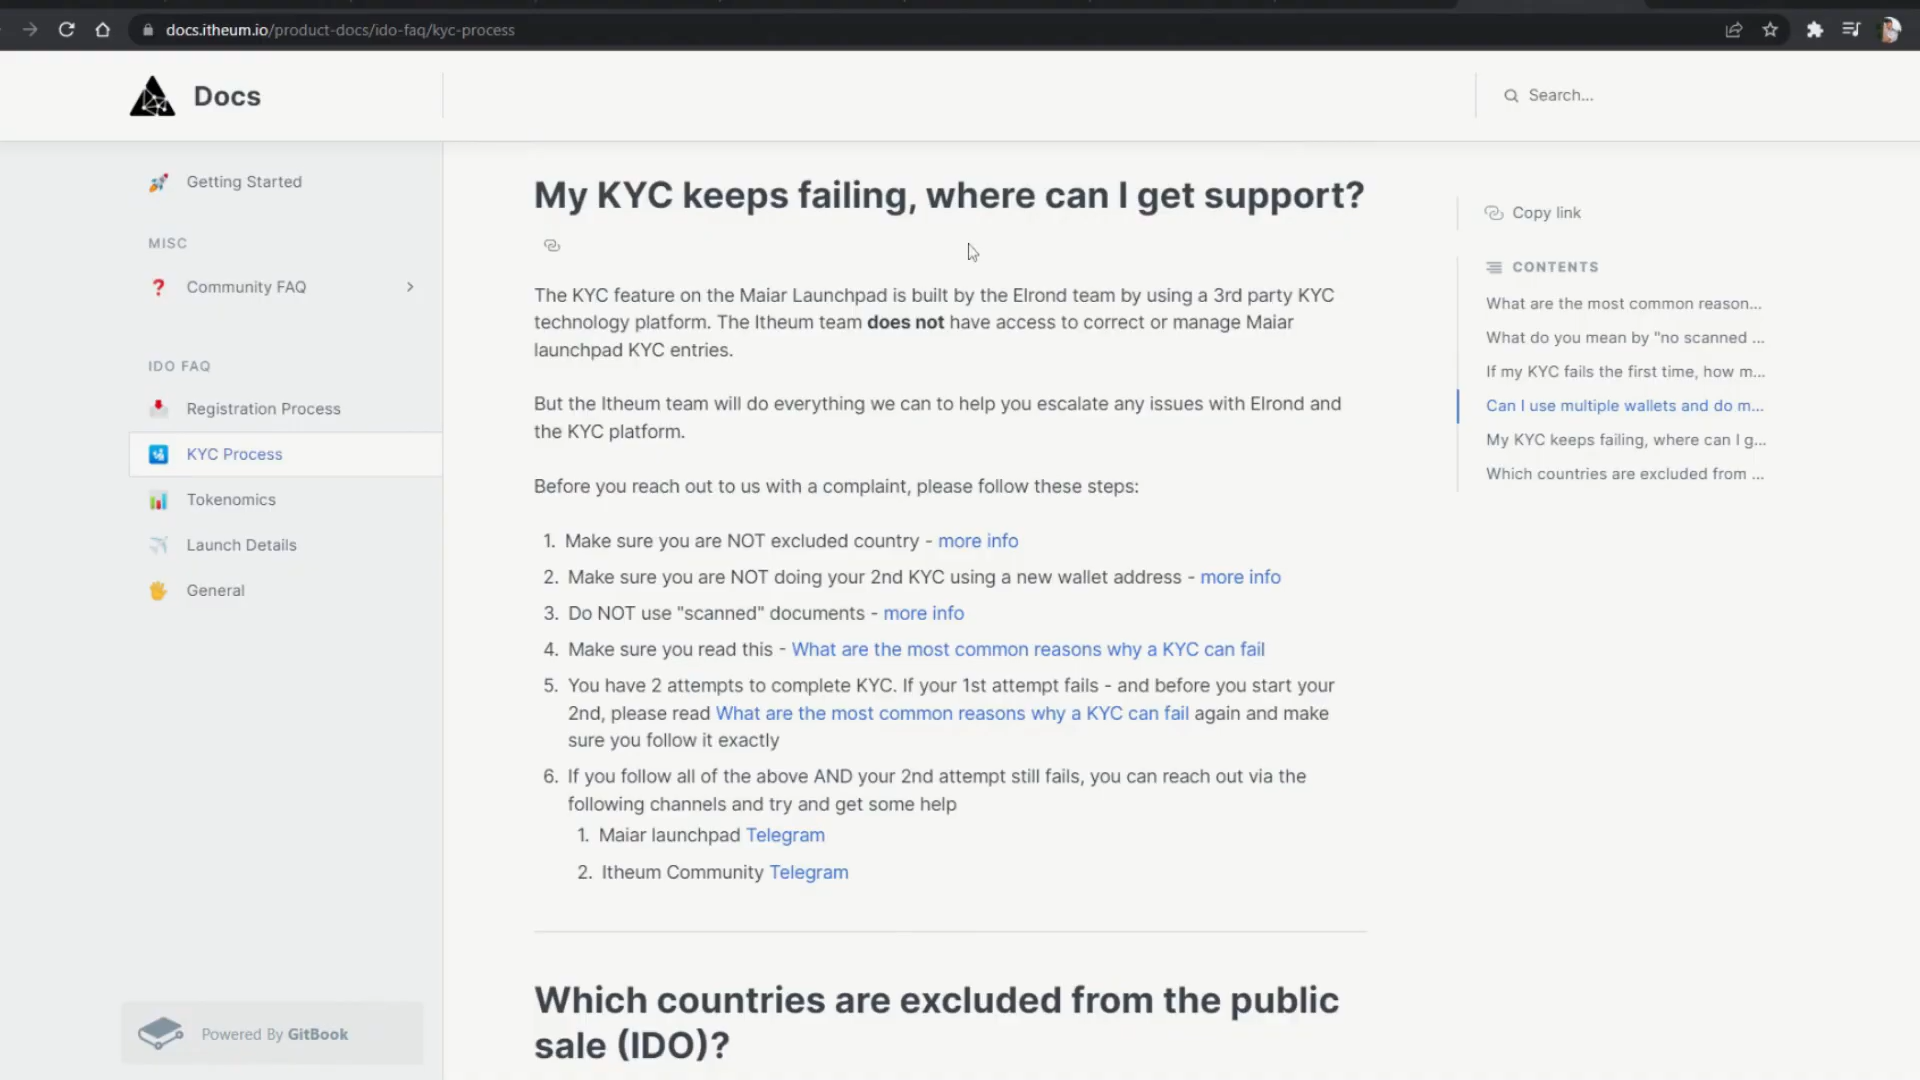 docs.itheum.io/product-docs/ido-faq/kyc-process
Docs
Search...
Getting Started
MISC
Community FAQ
IDO FAQ
Registration Process
KYC Process
Tokenomics
Launch Details
General
Powered By GitBook
My KYC keeps failing, where can I get support?
The KYC feature on the Maiar Launchpad is built by the Elrond team by using a 3rd party KYC
technology platform. The Itheum team does not have access to correct or manage Maiar
launchpad KYC entries.
But the Itheum team will do everything we can to help you escalate any issues with Elrond and
the KYC platform.
Before you reach out to us with a complaint, please follow these steps:
1. Make sure you are NOT excluded country - more info
2. Make sure you are NOT doing your 2nd KYC using a new wallet address - more info
3. Do NOT use "scanned" documents - more info
4. Make sure you read this - What are the most common reasons why a KYC can fail
5. You have 2 attempts to complete KYC. If your 1st attempt fails - and before you start your
2nd, please read What are the most common reasons why a KYC can fail again and make
sure you follow it exactly
6. If you follow all of the above AND your 2nd attempt still fails, you can reach out via the
following channels and try and get some help
1. Maiar launchpad Telegram
2. Itheum Community Telegram
Which countries are excluded from the public
sale (IDO)?
Copy link
CONTENTS
What are the most common reason...
What do you mean by "no scanned ...
If my KYC fails the first time, how m...
Can I use multiple wallets and do m...
My KYC keeps failing, where can I g...
Which countries are excluded from ...